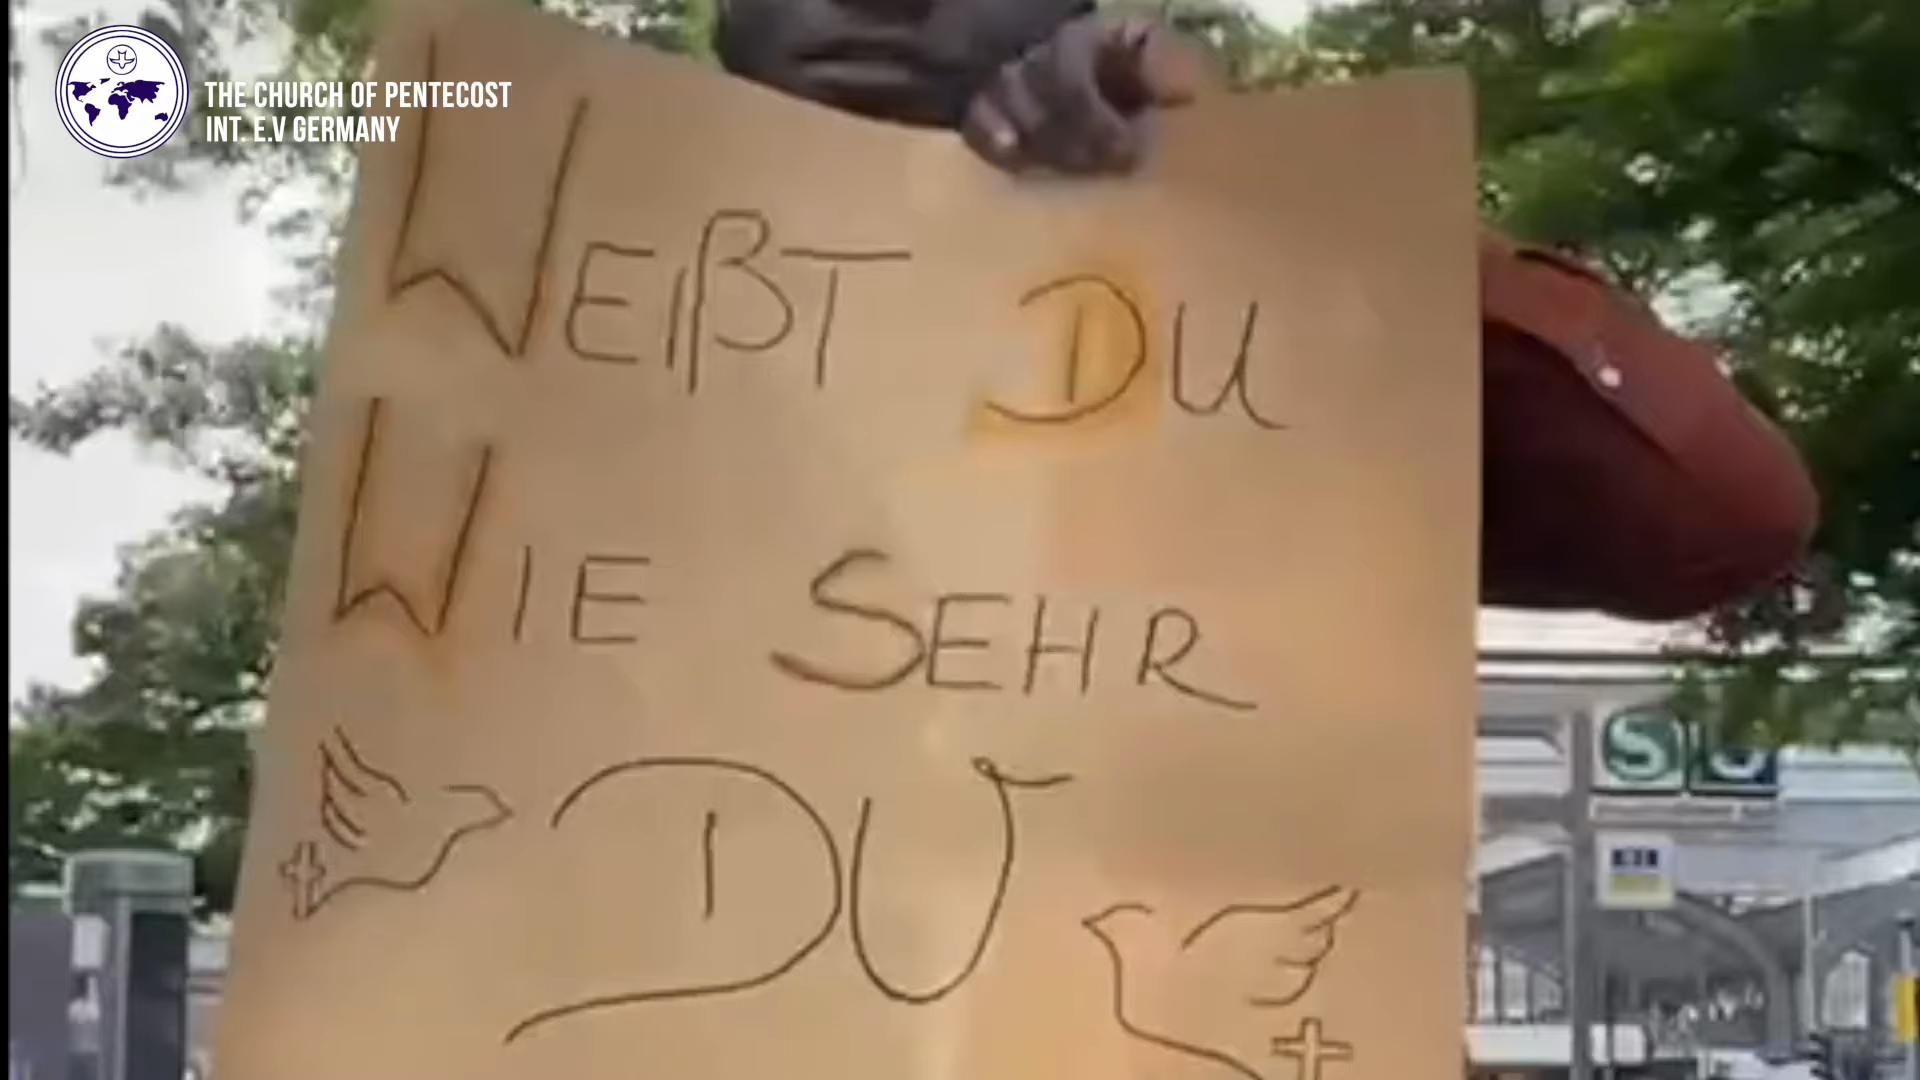 THE CHURCH OF PENTECOST
INT. E.V GERMANY
WEIßT DU
WIE SEHR
DU
S U